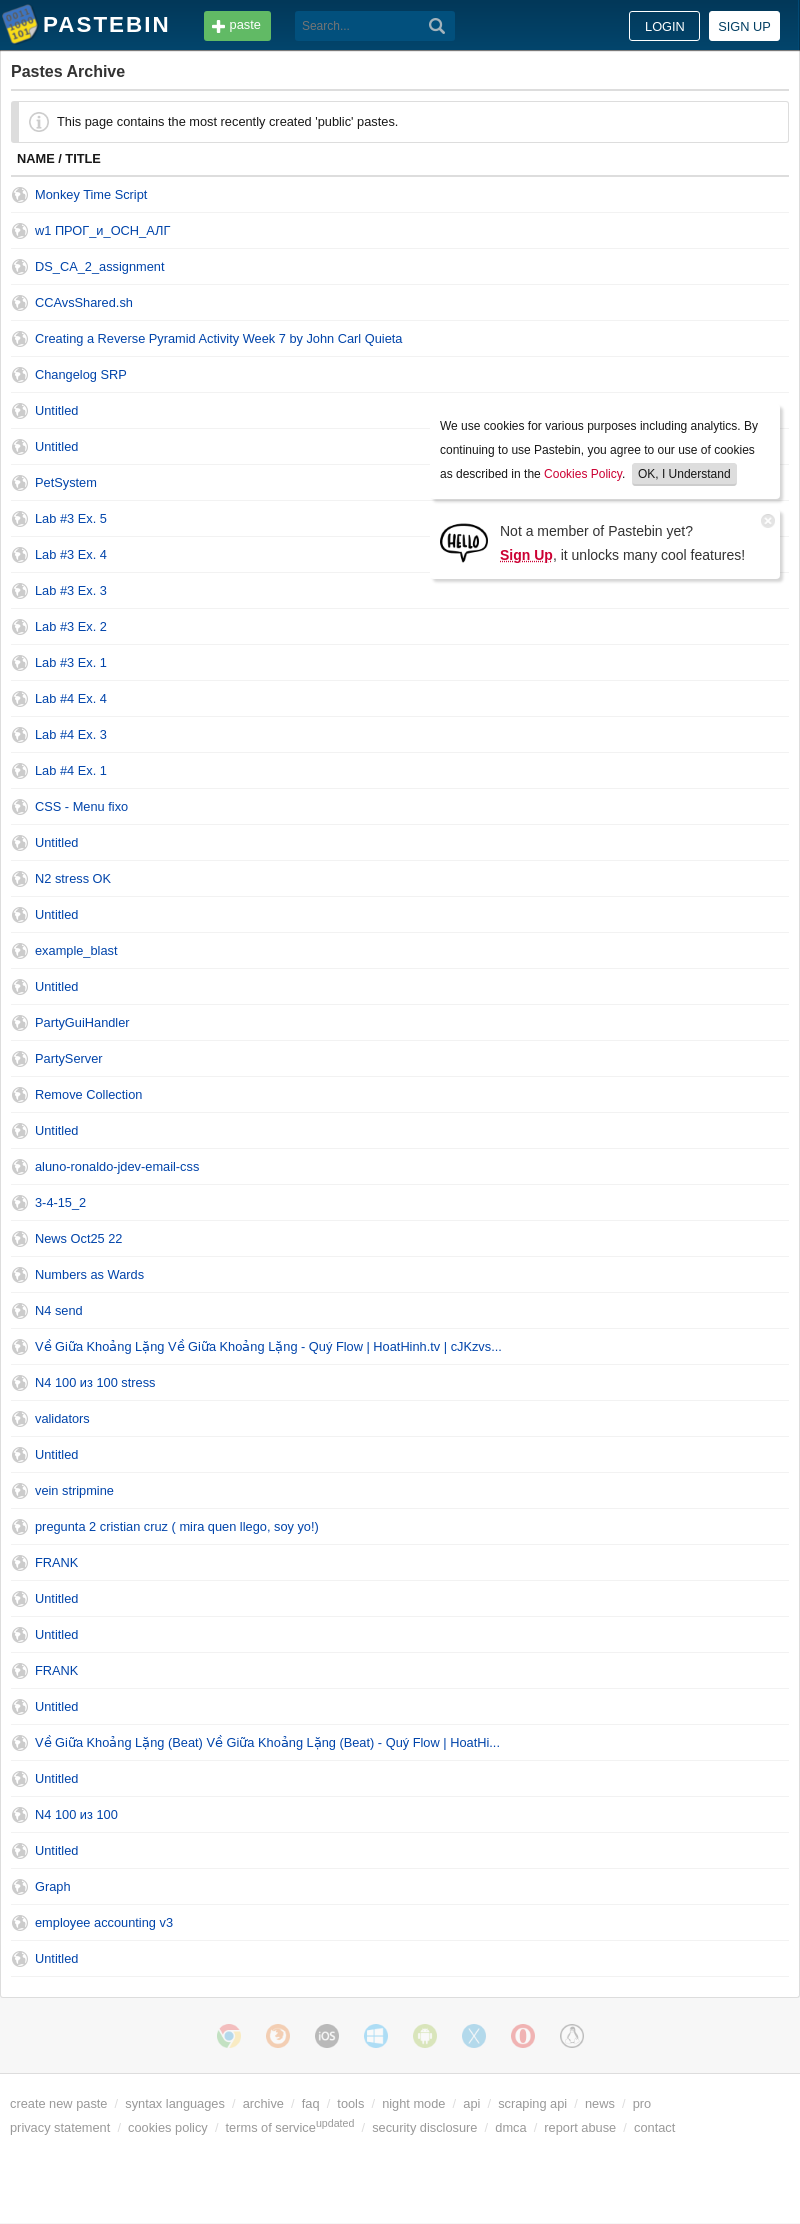 PASTEBIN
paste
Search...
LOGIN
SIGN UP
Pastes Archive
This page contains the most recently created 'public' pastes.
NAME / TITLE
Monkey Time Script
w1 ПРОГ_и_ОСН_АЛГ
DS_CA_2_assignment
CCAvsShared.sh
Creating a Reverse Pyramid Activity Week 7 by John Carl Quieta
Changelog SRP
Untitled
Untitled
PetSystem
Lab #3 Ex. 5
Lab #3 Ex. 4
Lab #3 Ex. 3
We use cookies for various purposes including analytics. By
continuing to use Pastebin, you agree to our use of cookies
as described in the Cookies Policy. OK, I Understand
HELLO
Not a member of Pastebin yet?
Sign Up, it unlocks many cool features!
Lab #3 Ex. 2
Lab #3 Ex. 1
Lab #4 Ex. 4
Lab #4 Ex. 3
Lab #4 Ex. 1
CSS - Menu fixo
Untitled
N2 stress OK
Untitled
example_blast
Untitled
PartyGuiHandler
PartyServer
Remove Collection
Untitled
aluno-ronaldo-jdev-email-css
3-4-15_2
News Oct25 22
Numbers as Wards
N4 send
Về Giữa Khoảng Lặng Về Giữa Khoảng Lặng - Quý Flow | HoatHinh.tv | cJKzvs...
N4 100 из 100 stress
validators
Untitled
vein stripmine
pregunta 2 cristian cruz ( mira quen llego, soy yo!)
FRANK
Untitled
Untitled
FRANK
Untitled
Về Giữa Khoảng Lặng (Beat) Về Giữa Khoảng Lặng (Beat) - Quý Flow | HoatHi...
Untitled
N4 100 из 100
Untitled
Graph
employee accounting v3
Untitled
iOS
create new paste / syntax languages / archive / faq / tools / night mode / api / scraping api / news / pro
privacy statement / cookies policy / terms of serviceupdated / security disclosure / dmca / report abuse / contact